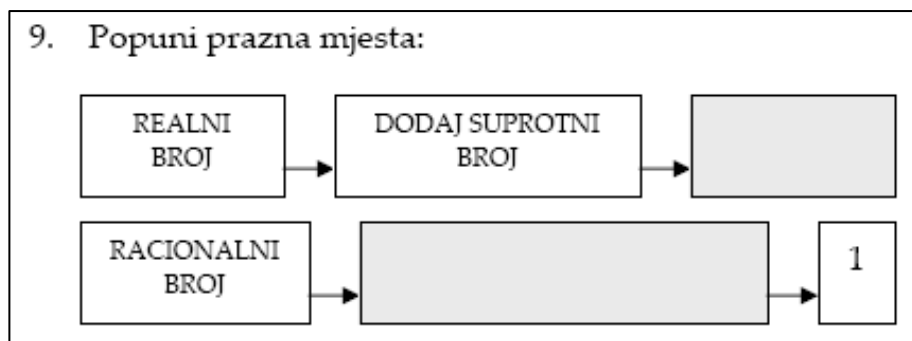 9. Popuni prazna mjesta:
REALNI
BROJ
DODAJ SUPROTNI
BROJ
RACIONALNI
BROJ
1